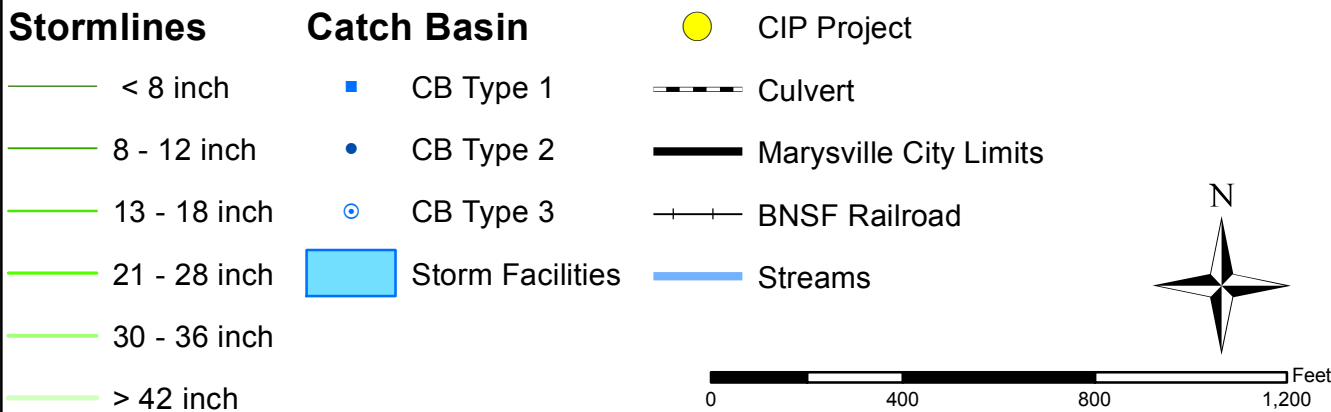 Stormlines
< 8 inch
8 - 12 inch
13 - 18 inch
21 - 28 inch
30 - 36 inch
> 42 inch
Catch Basin
CB Type 1
CB Type 2
CB Type 3
Storm Facilities
CIP Project
Culvert
Marysville City Limits
BNSF Railroad
Streams
N
Feet
0 400 800 1,200